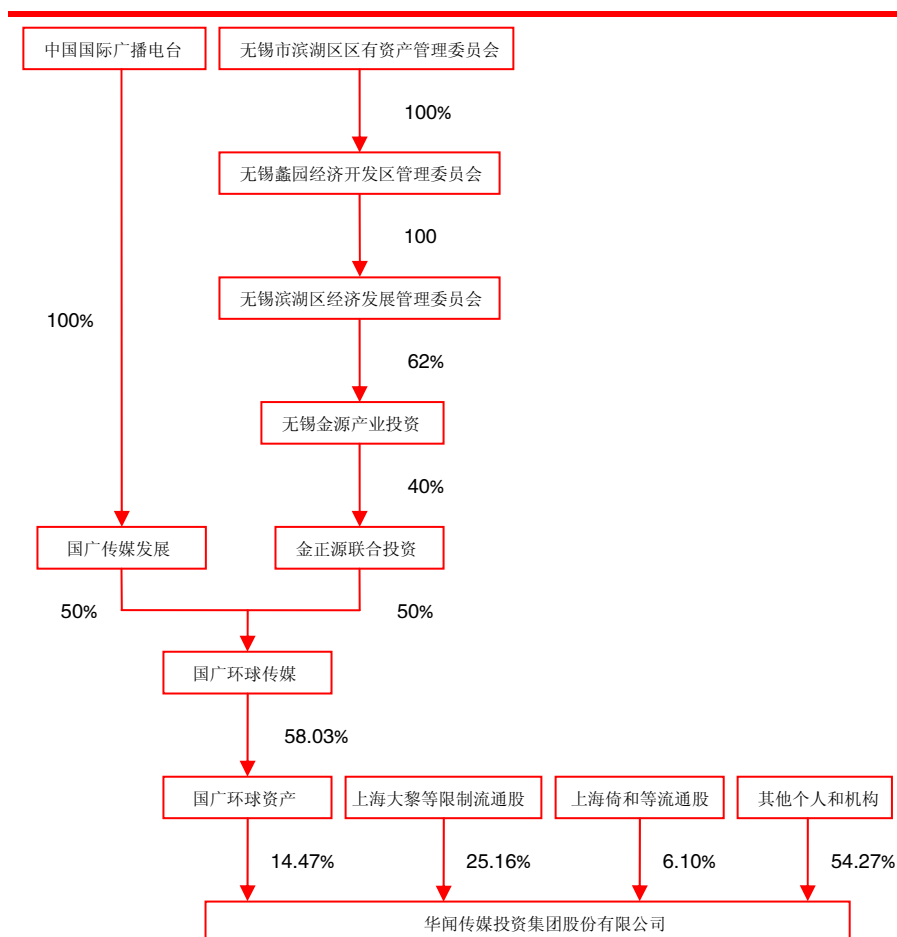 中国国际广播电台
无锡市滨湖区区有资产管理委员会
100%
无锡蠡园经济开发区管理委员会
100
无锡滨湖区经济发展管理委员会
100%
62%
无锡金源产业投资
40%
国广传媒发展
金正源联合投资
50%
50%
国广环球传媒
58.03%
国广环球资产
上海大黎等限制流通股
上海倚和等流通股
其他个人和机构
14.47%
25.16%
6.10%
54.27%
华闻传媒投资集团股份有限公司